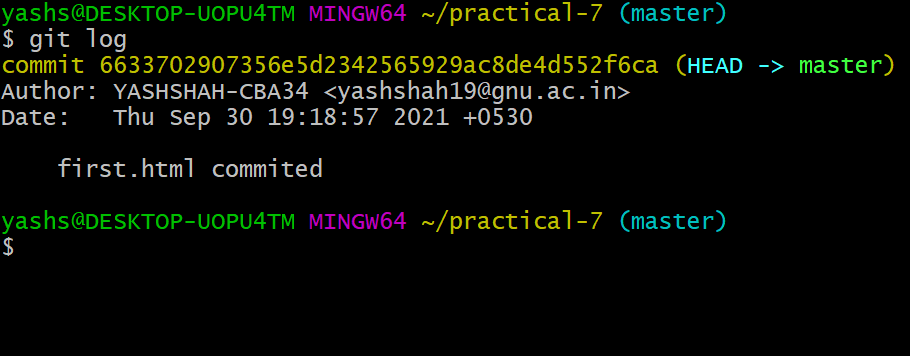 yashs@DESKTOP-UOPU4TM MINGW64 ~/practical-7 (master)
$ git log
commit 6633702907356e5d2342565929ac8de4d552f6ca (HEAD -> master)
Author: YASHSHAH-CBA34 <yashshah19@gnu.ac.in>
Date:   Thu Sep 30 19:18:57 2021 +0530
    first.html commited
yashs@DESKTOP-UOPU4TM MINGW64 ~/practical-7 (master)
$